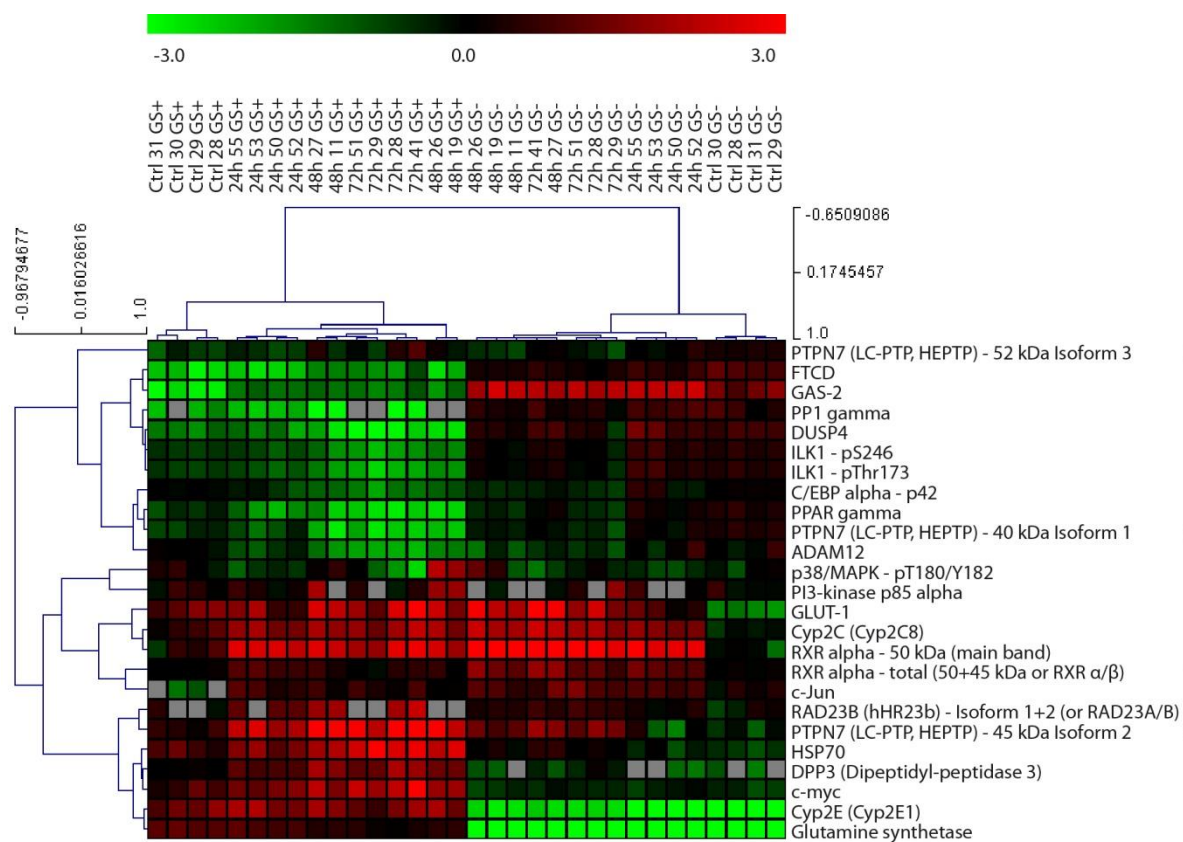 -3.0 0.0 3.0
Ctrl 31 GS+
Ctrl 30 GS+
Ctrl 29 GS+
Ctrl 28 GS+
24h 55 GS+
24h 53 GS+
24h 50 GS+
24h 52 GS+
48h 27 GS+
48h 11 GS+
72h 51 GS+
72h 29 GS+
72h 28 GS+
72h 41 GS+
48h 26 GS+
48h 19 GS+
48h 26 GS-
48h 19 GS-
48h 11 GS-
72h 41 GS-
48h 27 GS-
72h 51 GS-
72h 28 GS-
72h 29 GS-
24h 55 GS-
24h 53 GS-
24h 50 GS-
24h 52 GS-
Ctrl 30 GS-
Ctrl 28 GS-
Ctrl 31 GS-
Ctrl 29 GS-
-0.6509086
0.1745457
1.0
-0.96794677
0.016026616
1.0
PTPN7 (LC-PTP, HEPTP) - 52 kDa Isoform 3
FTCD
GAS-2
PP1 gamma
DUSP4
ILK1 - pS246
ILK1 - pThr173
C/EBP alpha - p42
PPAR gamma
PTPN7 (LC-PTP, HEPTP) - 40 kDa Isoform 1
ADAM12
p38/MAPK - pT180/Y182
PI3-kinase p85 alpha
GLUT-1
Cyp2C (Cyp2C8)
RXR alpha - 50 kDa (main band)
RXR alpha - total (50+45 kDa or RXR α/β)
c-Jun
RAD23B (hHR23b) - Isoform 1+2 (or RAD23A/B)
PTPN7 (LC-PTP, HEPTP) - 45 kDa Isoform 2
HSP70
DPP3 (Dipeptidyl-peptidase 3)
c-myc
Cyp2E (Cyp2E1)
Glutamine synthetase